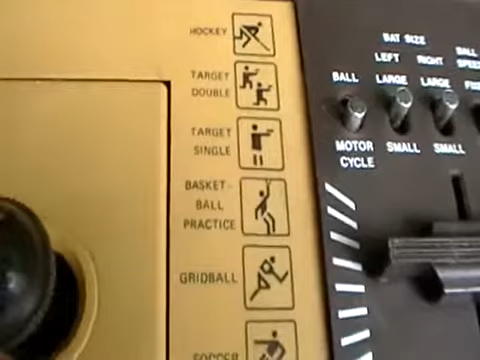 HOCKEY
TARGET
DOUBLE
TARGET
SINGLE
BASKET-
BALL
PRACTICE
GRIDBALL
SOCCER
BAT SIZE
LEFT RIGHT BALL
BALL LARGE LARGE
MOTOR SMALL SMALL
CYCLE